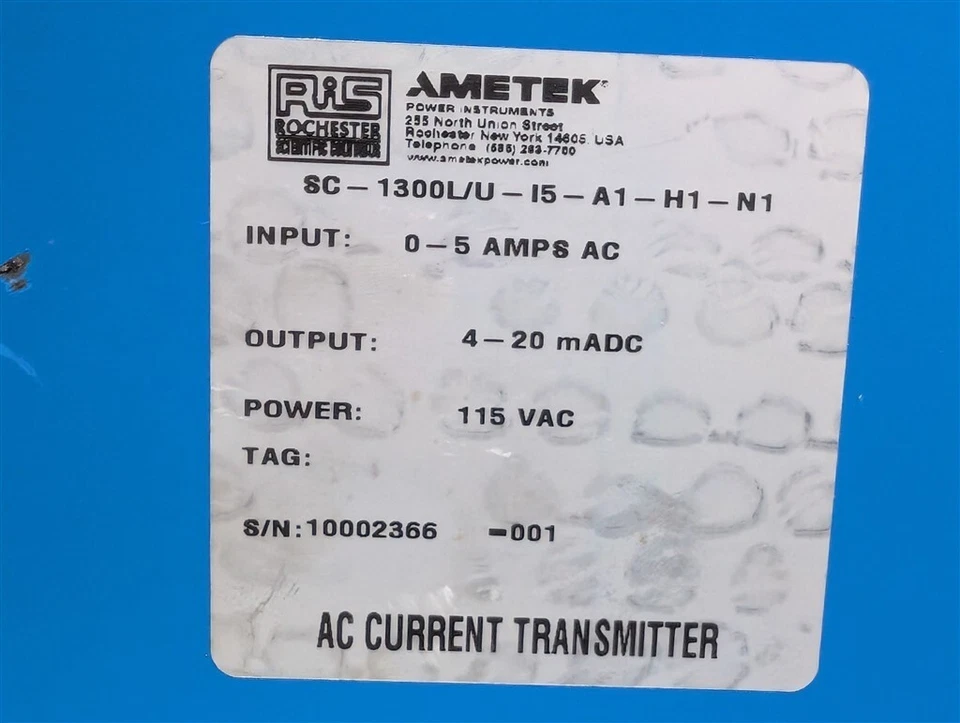 RiS
ROCHESTER
AMETEK
POWER INSTRUMENTS
255 North Union Street
Rochester New York 14605 USA
Telephone (585) 263-7700
www.ametekpower.com
SC-1300L/U-I5-A1-H1-N1
INPUT: 0-5 AMPS AC
OUTPUT: 4-20 mADC
POWER: 115 VAC
TAG:
S/N:10002366 -001
AC CURRENT TRANSMITTER